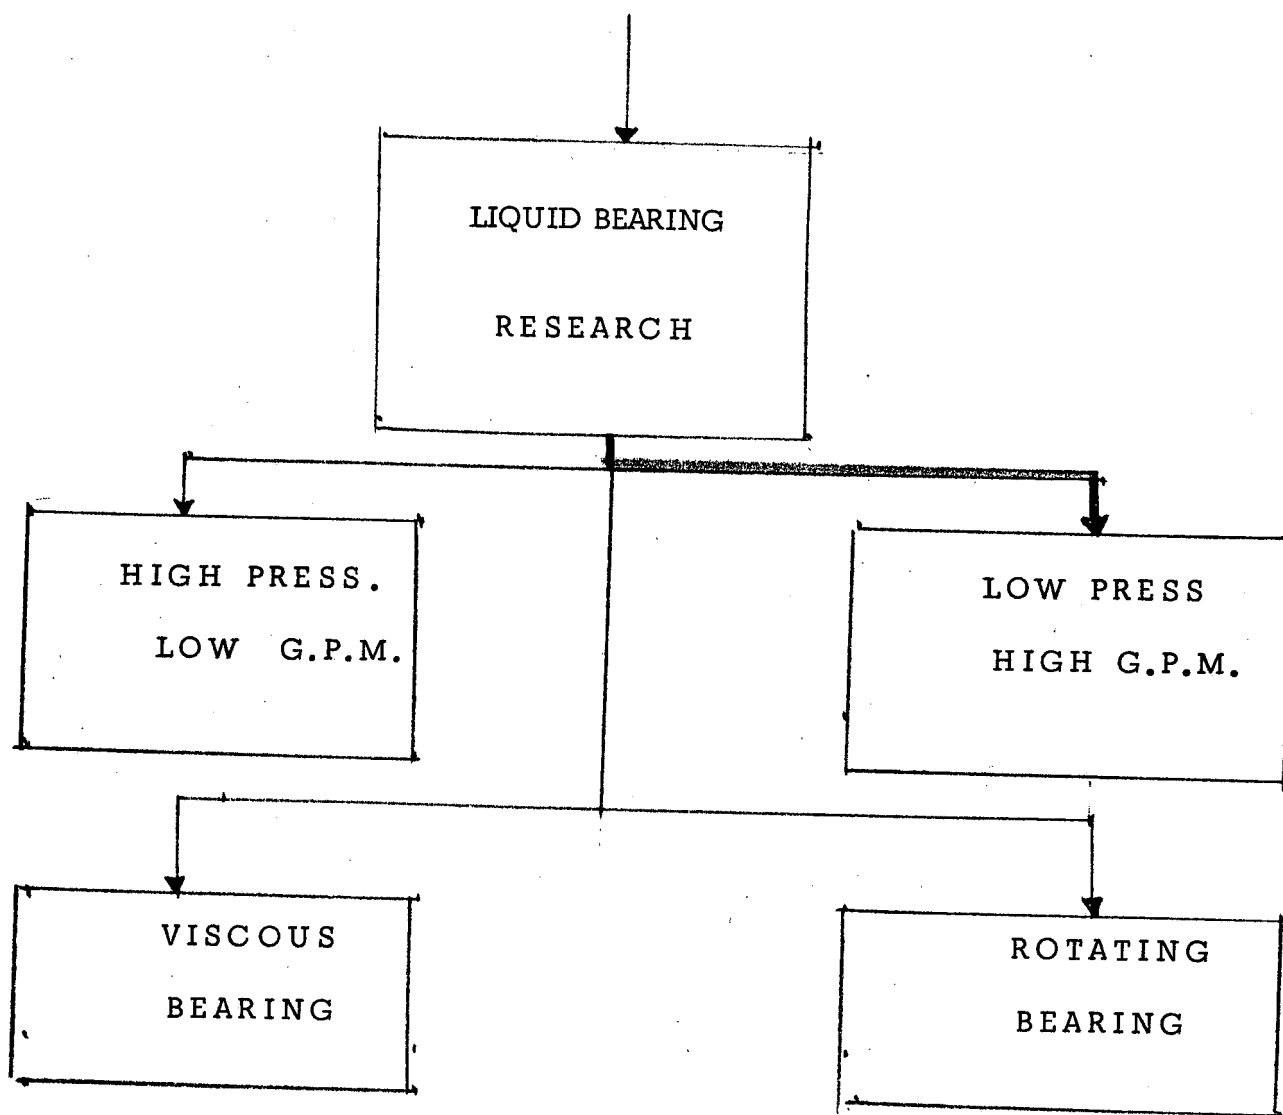 LIQUID BEARING
RESEARCH
HIGH PRESS.
LOW G.P.M.
LOW PRESS
HIGH G.P.M.
VISCOUS
BEARING
ROTATING
BEARING